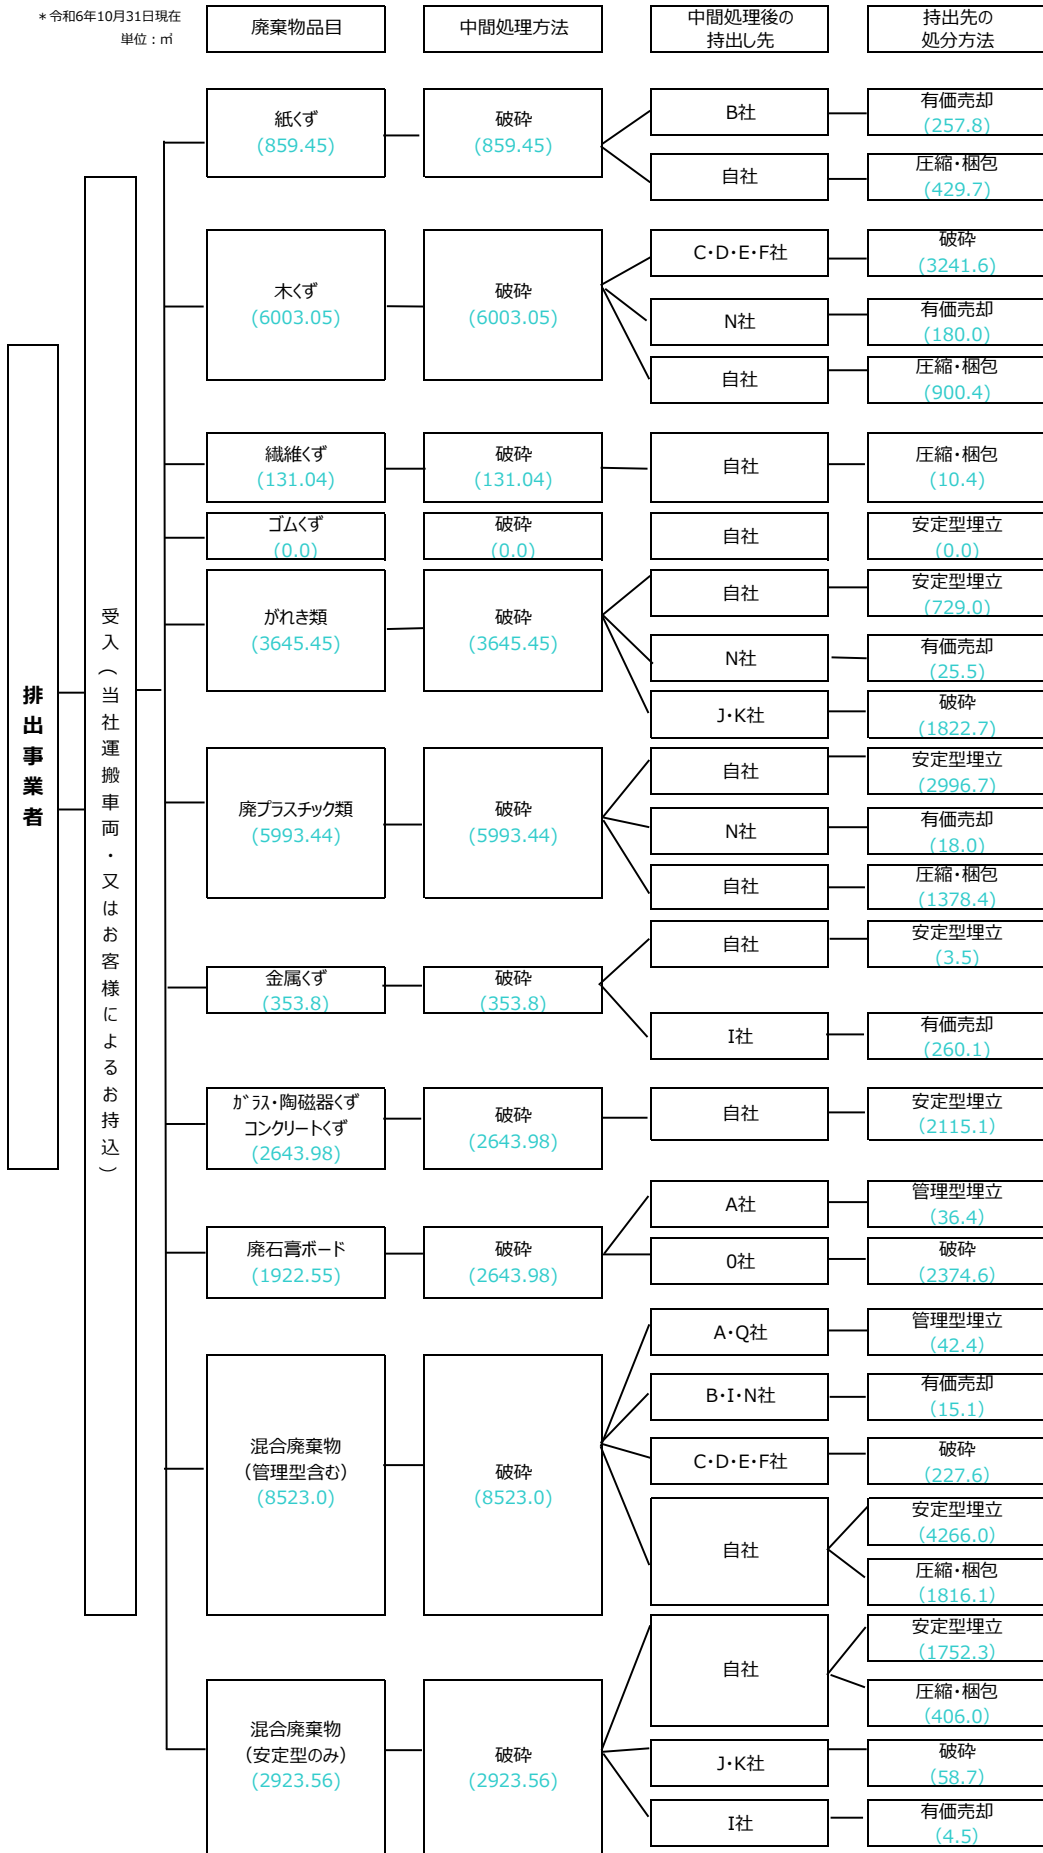 ＊令和6年10月31日現在
単位：㎥
廃棄物品目
中間処理方法
中間処理後の
持出し先
持出先の
処分方法
排出事業者
受入（当社運搬車両・又はお客様によるお持込）
紙くず
(859.45)
破砕
(859.45)
B社
有価売却
(257.8)
自社
圧縮・梱包
(429.7)
木くず
(6003.05)
破砕
(6003.05)
C・D・E・F社
破砕
(3241.6)
N社
有価売却
(180.0)
自社
圧縮・梱包
(900.4)
繊維くず
(131.04)
破砕
(131.04)
自社
圧縮・梱包
(10.4)
ゴムくず
(0.0)
破砕
(0.0)
自社
安定型埋立
(0.0)
がれき類
(3645.45)
破砕
(3645.45)
自社
安定型埋立
(729.0)
N社
有価売却
(25.5)
J・K社
破砕
(1822.7)
廃プラスチック類
(5993.44)
破砕
(5993.44)
自社
安定型埋立
(2996.7)
N社
有価売却
(18.0)
自社
圧縮・梱包
(1378.4)
金属くず
(353.8)
破砕
(353.8)
自社
安定型埋立
(3.5)
I社
有価売却
(260.1)
ガラス・陶磁器くず
コンクリートくず
(2643.98)
破砕
(2643.98)
自社
安定型埋立
(2115.1)
廃石膏ボード
(1922.55)
破砕
(2643.98)
A社
管理型埋立
(36.4)
O社
破砕
(2374.6)
混合廃棄物
（管理型含む）
(8523.0)
破砕
(8523.0)
A・Q社
管理型埋立
(42.4)
B・I・N社
有価売却
(15.1)
C・D・E・F社
破砕
(227.6)
自社
安定型埋立
(4266.0)
圧縮・梱包
(1816.1)
混合廃棄物
（安定型のみ）
(2923.56)
破砕
(2923.56)
自社
安定型埋立
(1752.3)
圧縮・梱包
(406.0)
J・K社
破砕
(58.7)
I社
有価売却
(4.5)